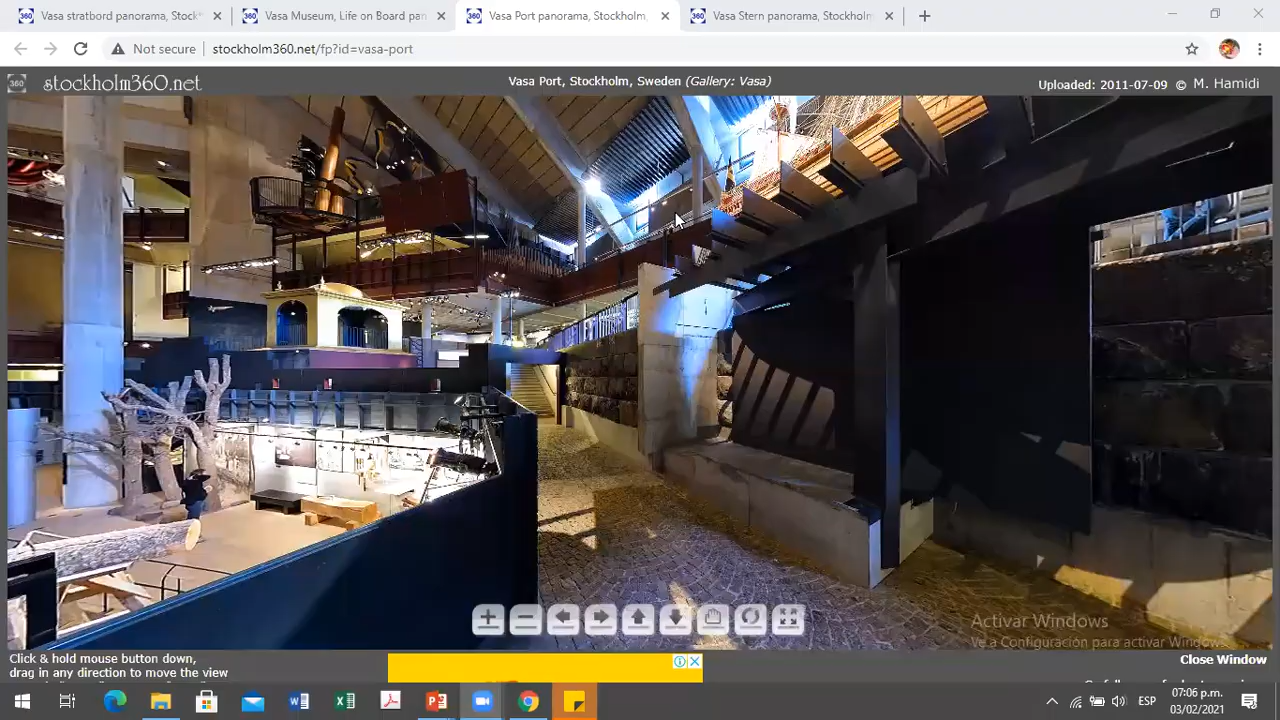 Vasa stratbord panorama, Stock
Vasa Museum, Life on Board pan
Vasa Port panorama, Stockholm,
Vasa Stern panorama, Stockholm
Not secure
stockholm360.net/fp?id=vasa-port
360
stockholm360.net
Vasa Port, Stockholm, Sweden (Gallery: Vasa)
Uploaded: 2011-07-09 © M. Hamidi
Activar Windows
Ve a Configuración para activar Windows.
Click & hold mouse button down,
drag in any direction to move the view
Close Window
ESP
07:06 p.m.
03/02/2021